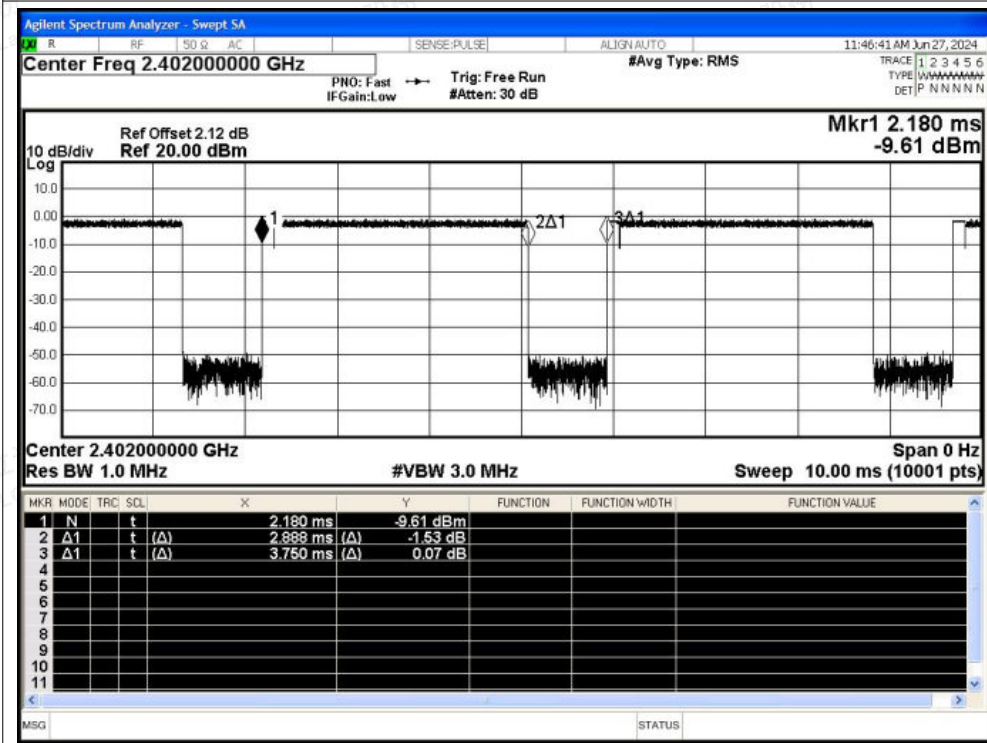 Agilent Spectrum Analyzer - Swept SA
LXI R RF 50 Ω AC SENSE:PULSE ALIGN AUTO 11:46:41 AM Jun 27, 2024
Center Freq 2.402000000 GHz #Avg Type: RMS TRACE 1 2 3 4 5 6
PNO: Fast Trig: Free Run TYPE W
IFGain:Low #Atten: 30 dB DET P N N N N N
Mkr1 2.180 ms
Ref Offset 2.12 dB
10 dB/div Ref 20.00 dBm -9.61 dBm
Log
10.0
0.00
1 2Δ1 3Δ1
-10.0
-20.0
-30.0
-40.0
-50.0
-60.0
-70.0
Center 2.402000000 GHz Span 0 Hz
Res BW 1.0 MHz #VBW 3.0 MHz Sweep 10.00 ms (10001 pts)
MKR MODE TRC SCL X Y FUNCTION FUNCTION WIDTH FUNCTION VALUE
1 N t 2.180 ms -9.61 dBm
2 Δ1 t (Δ) 2.888 ms (Δ) -1.53 dB
3 Δ1 t (Δ) 3.750 ms (Δ) 0.07 dB
4
5
6
7
8
9
10
11
MSG STATUS